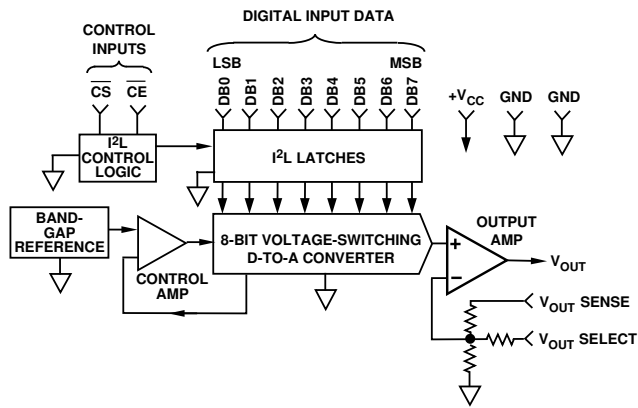 DIGITAL INPUT DATA
CONTROL
INPUTS
LSB
MSB
CS
CE
DB0
DB1
DB2
DB3
DB4
DB5
DB6
DB7
+VCC
GND
GND
I2L
CONTROL
LOGIC
I2L LATCHES
BAND-
GAP
REFERENCE
CONTROL
AMP
8-BIT VOLTAGE-SWITCHING
D-TO-A CONVERTER
OUTPUT
AMP
+
–
VOUT
VOUT SENSE
VOUT SELECT